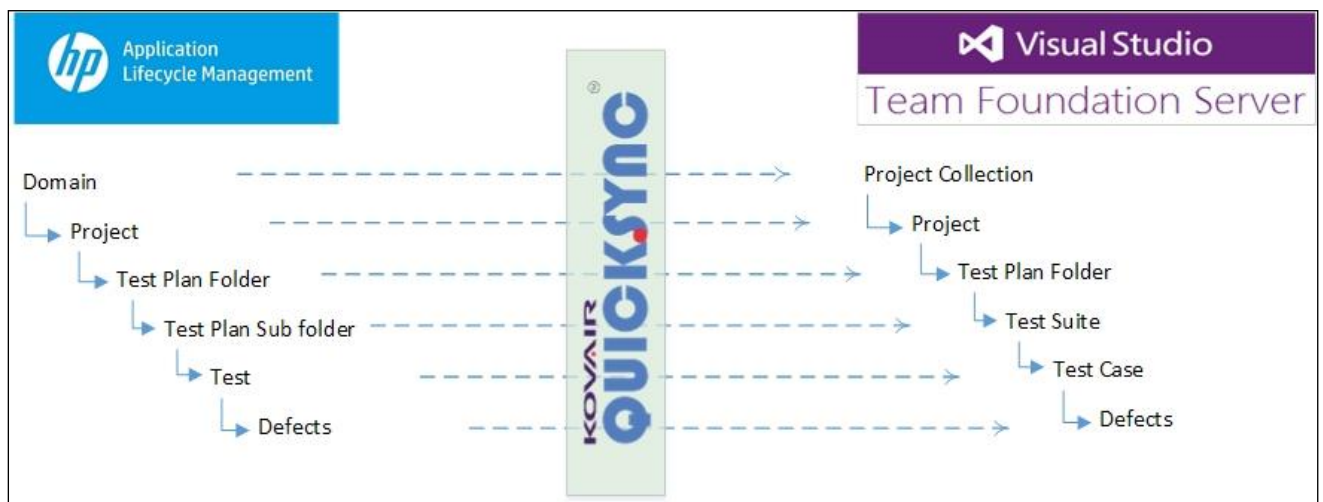 hp
Application
Lifecycle Management
Visual Studio
Team Foundation Server
KOVAIR
QUICKSYNC®
Domain
Project
Test Plan Folder
Test Plan Sub folder
Test
Defects
Project Collection
Project
Test Plan Folder
Test Suite
Test Case
Defects